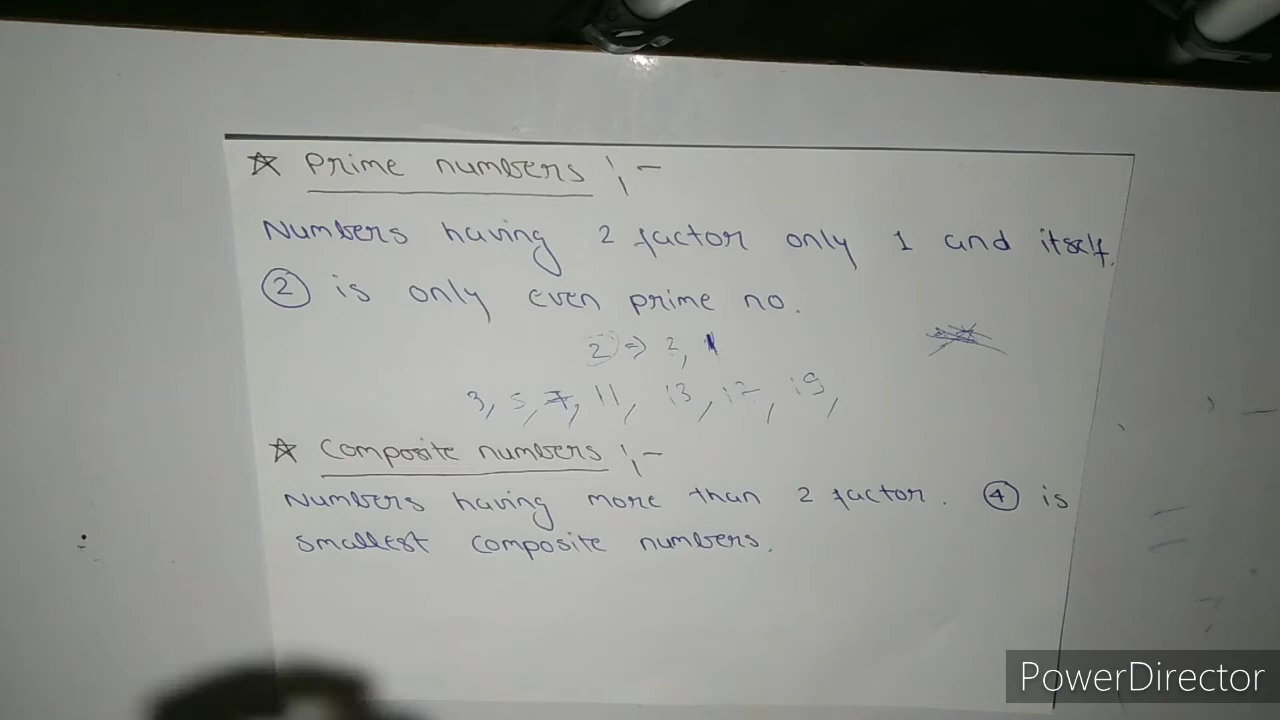 ☆ Prime numbers :-
Numbers having 2 factor only 1 and itself.
② is only even prime no.
2 => 2, 1
3, 5, 7, 11, 13, 17, 19,
☆ Composite numbers :-
Numbers having more than 2 factor. ④ is
smallest composite numbers.
PowerDirector